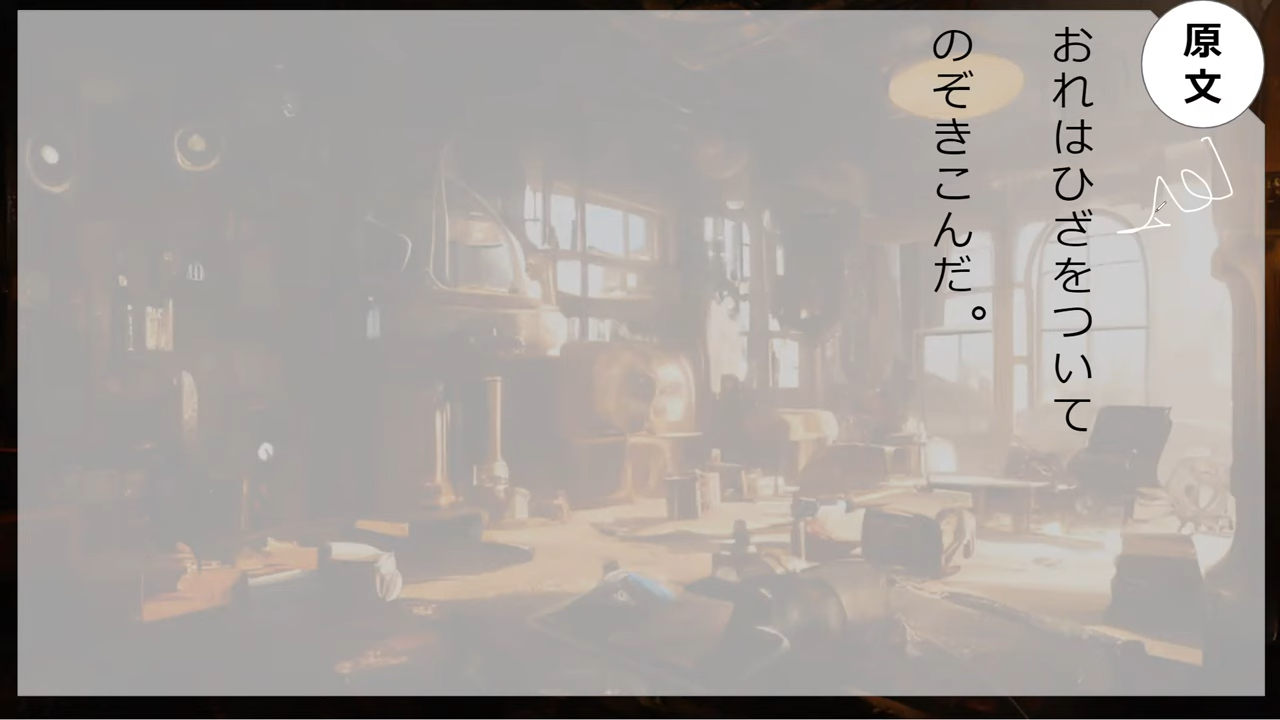 原文
おれはひざをついて
のぞきこんだ。